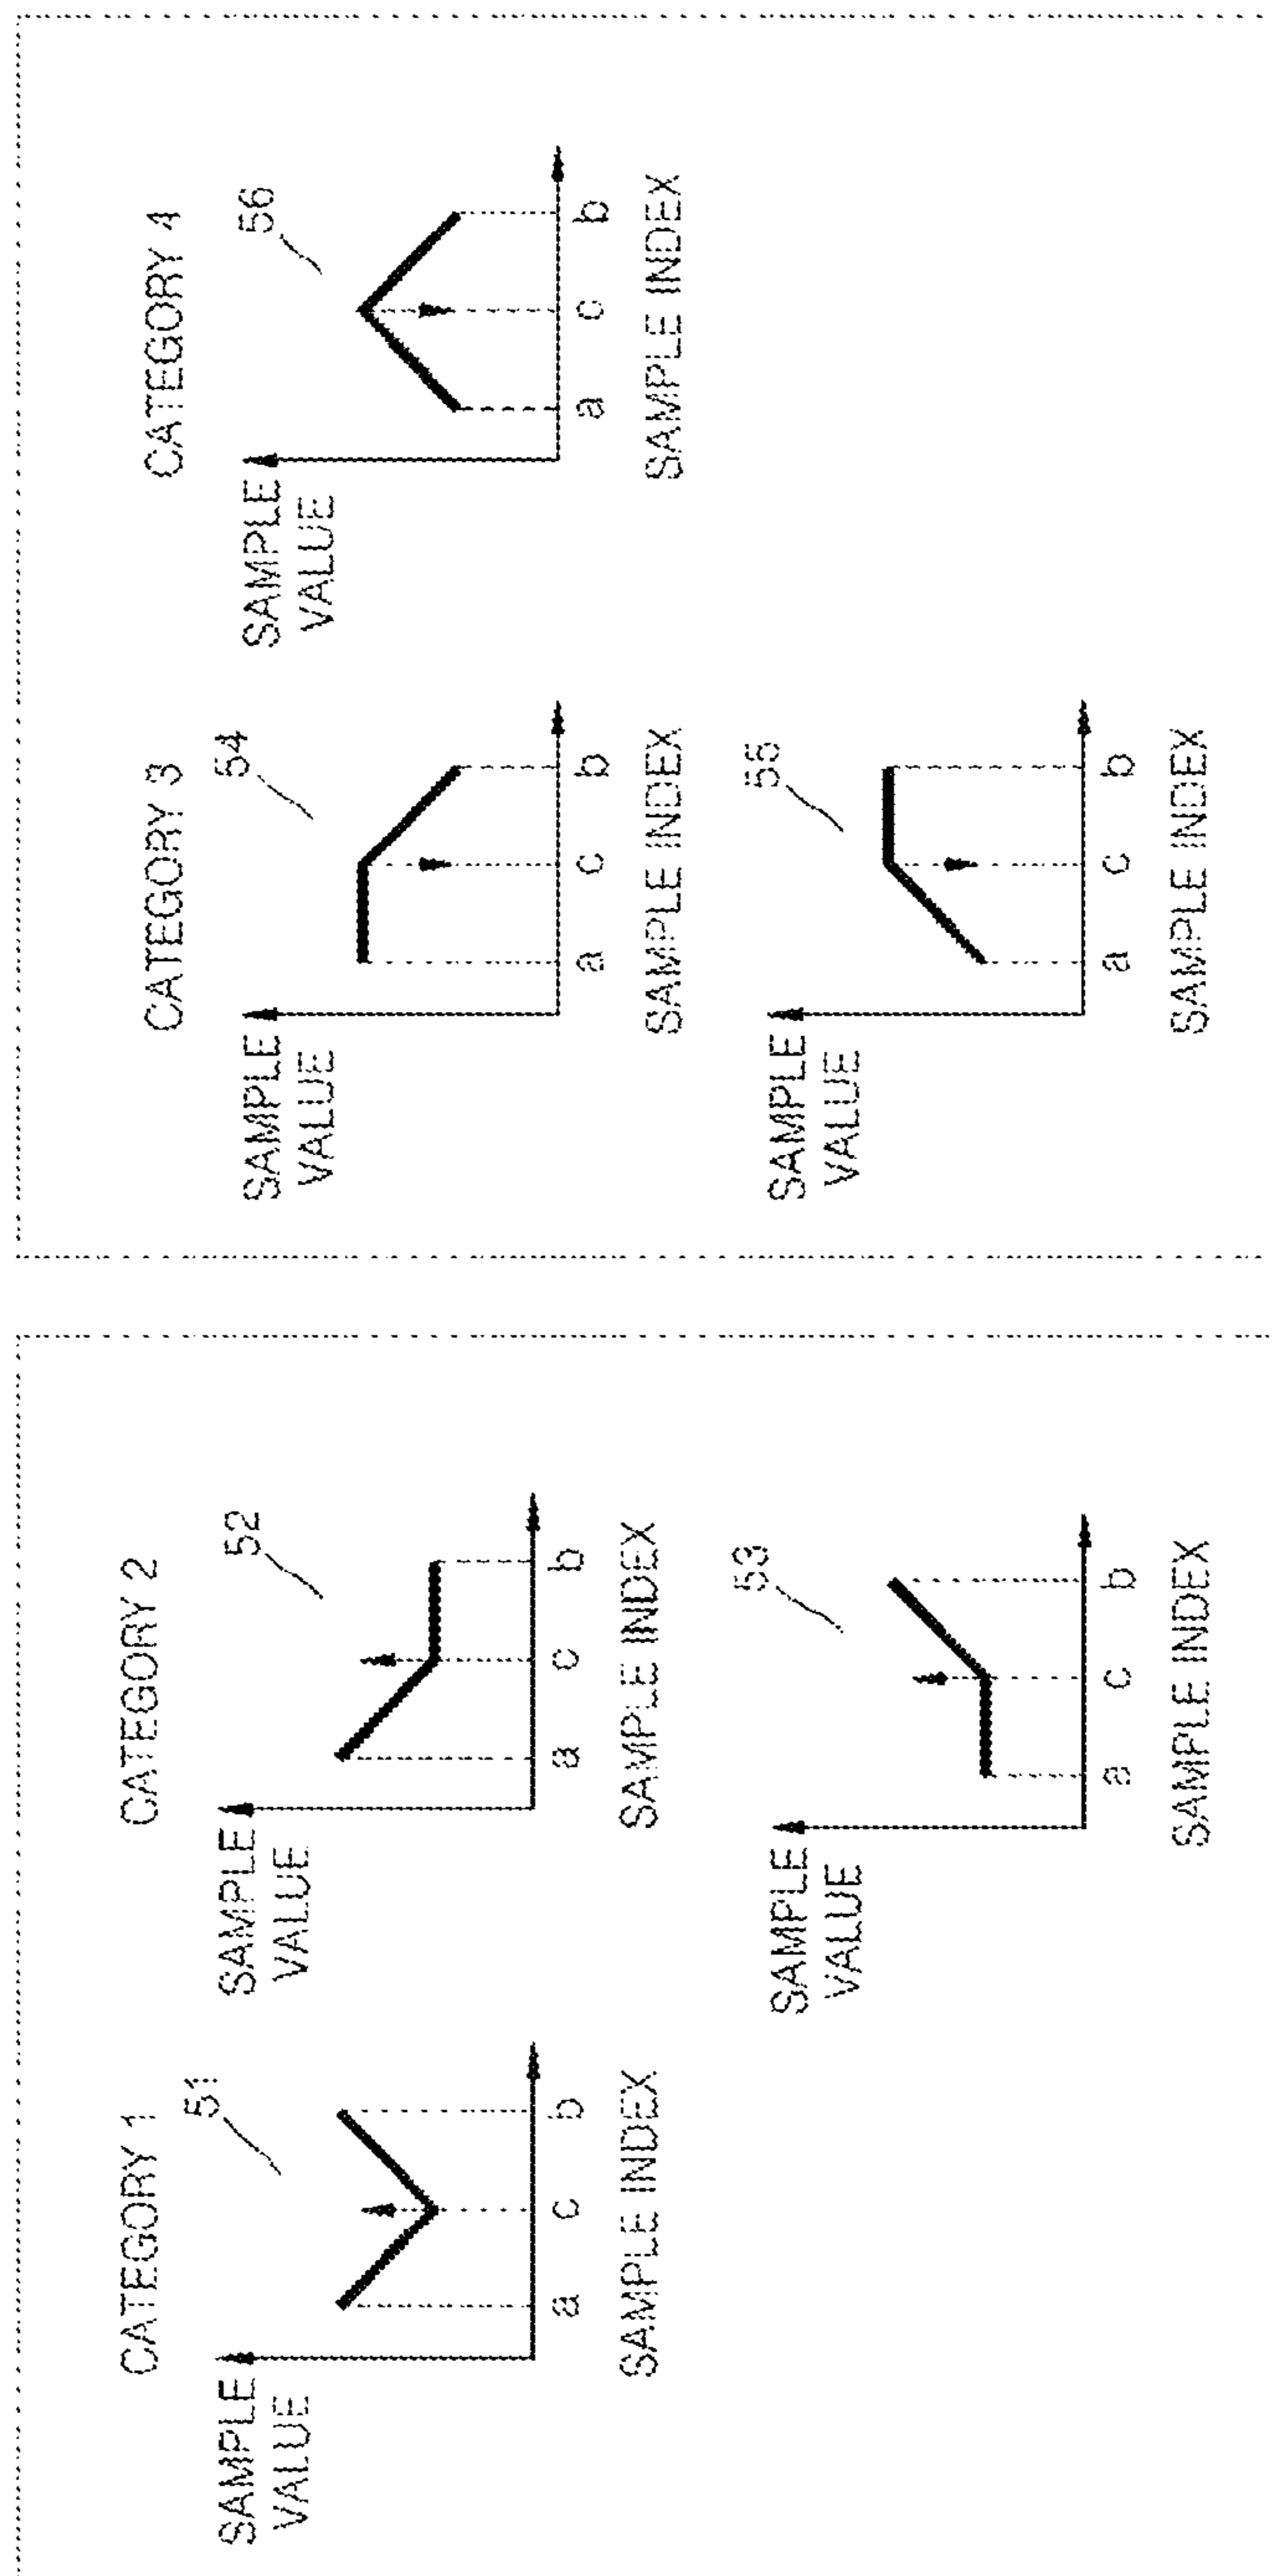 CATEGORY 1
51
SAMPLE
VALUE
a c b
SAMPLE INDEX
CATEGORY 2
52
SAMPLE
VALUE
a c b
SAMPLE INDEX
53
SAMPLE
VALUE
a c b
SAMPLE INDEX
CATEGORY 3
54
SAMPLE
VALUE
a c b
SAMPLE INDEX
55
SAMPLE
VALUE
a c b
SAMPLE INDEX
CATEGORY 4
56
SAMPLE
VALUE
a c b
SAMPLE INDEX